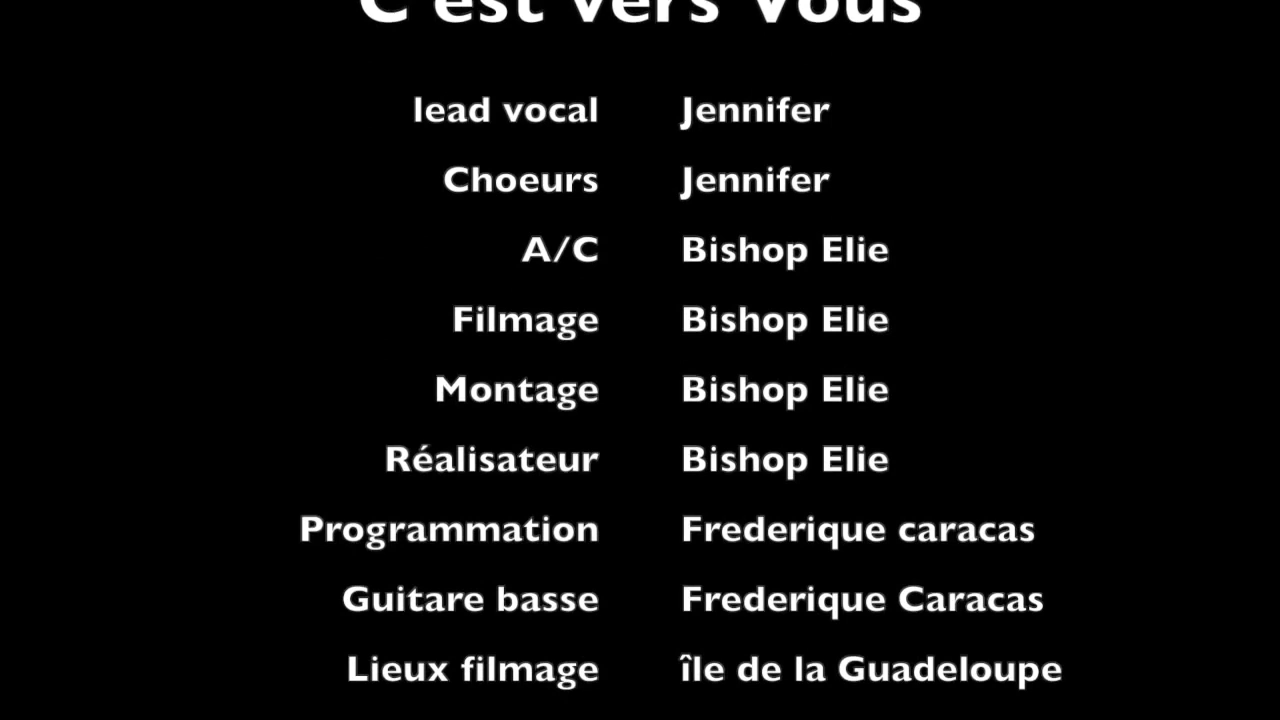 C'est vers Vous
lead vocal Jennifer
Choeurs Jennifer
A/C Bishop Elie
Filmage Bishop Elie
Montage Bishop Elie
Réalisateur Bishop Elie
Programmation Frederique caracas
Guitare basse Frederique Caracas
Lieux filmage île de la Guadeloupe